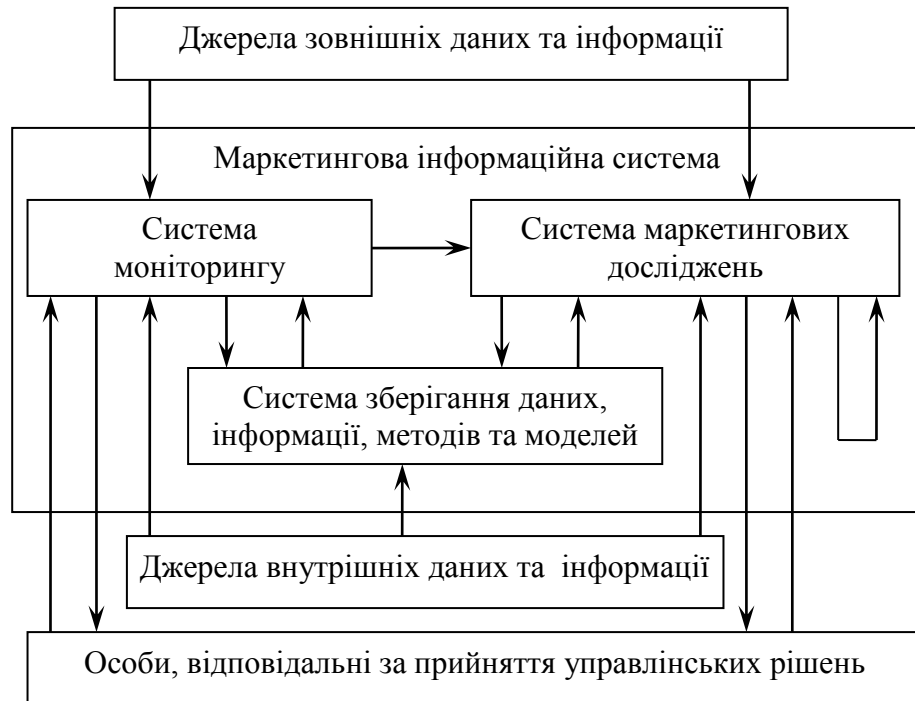 Джерела зовнішніх даних та інформації
Маркетингова інформаційна система
Система
моніторингу
Система маркетингових
досліджень
Система зберігання даних,
інформації, методів та моделей
Джерела внутрішніх даних та інформації
Особи, відповідальні за прийняття управлінських рішень